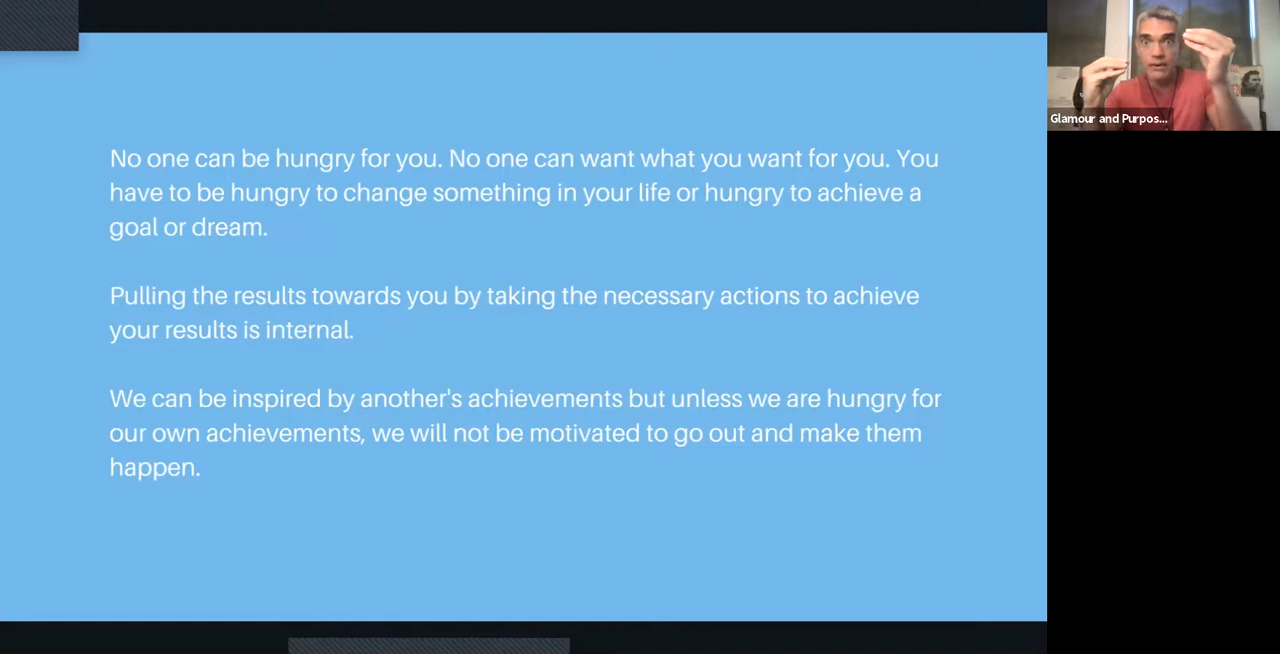 No one can be hungry for you. No one can want what you want for you. You
have to be hungry to change something in your life or hungry to achieve a
goal or dream.
Pulling the results towards you by taking the necessary actions to achieve
your results is internal.
We can be inspired by another's achievements but unless we are hungry for
our own achievements, we will not be motivated to go out and make them
happen.
Glamour and Purpos...